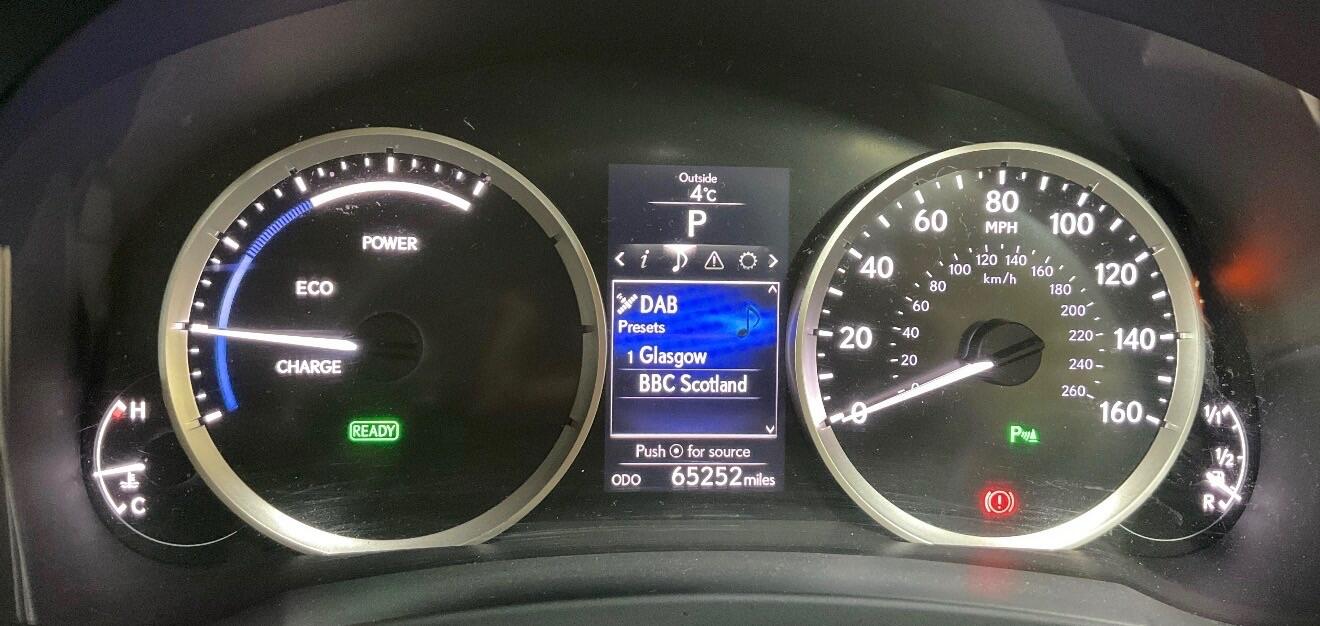 POWER
ECO
CHARGE
READY
H
C
Outside
4°C
P
i
DAB
Presets
1 Glasgow
BBC Scotland
Push for source
ODO 65252 miles
0
20
40
60
80
100
120
140
160
MPH
0
20
40
60
80
100
120
140
160
180
200
220
240
260
km/h
P
1/1
1/2
R